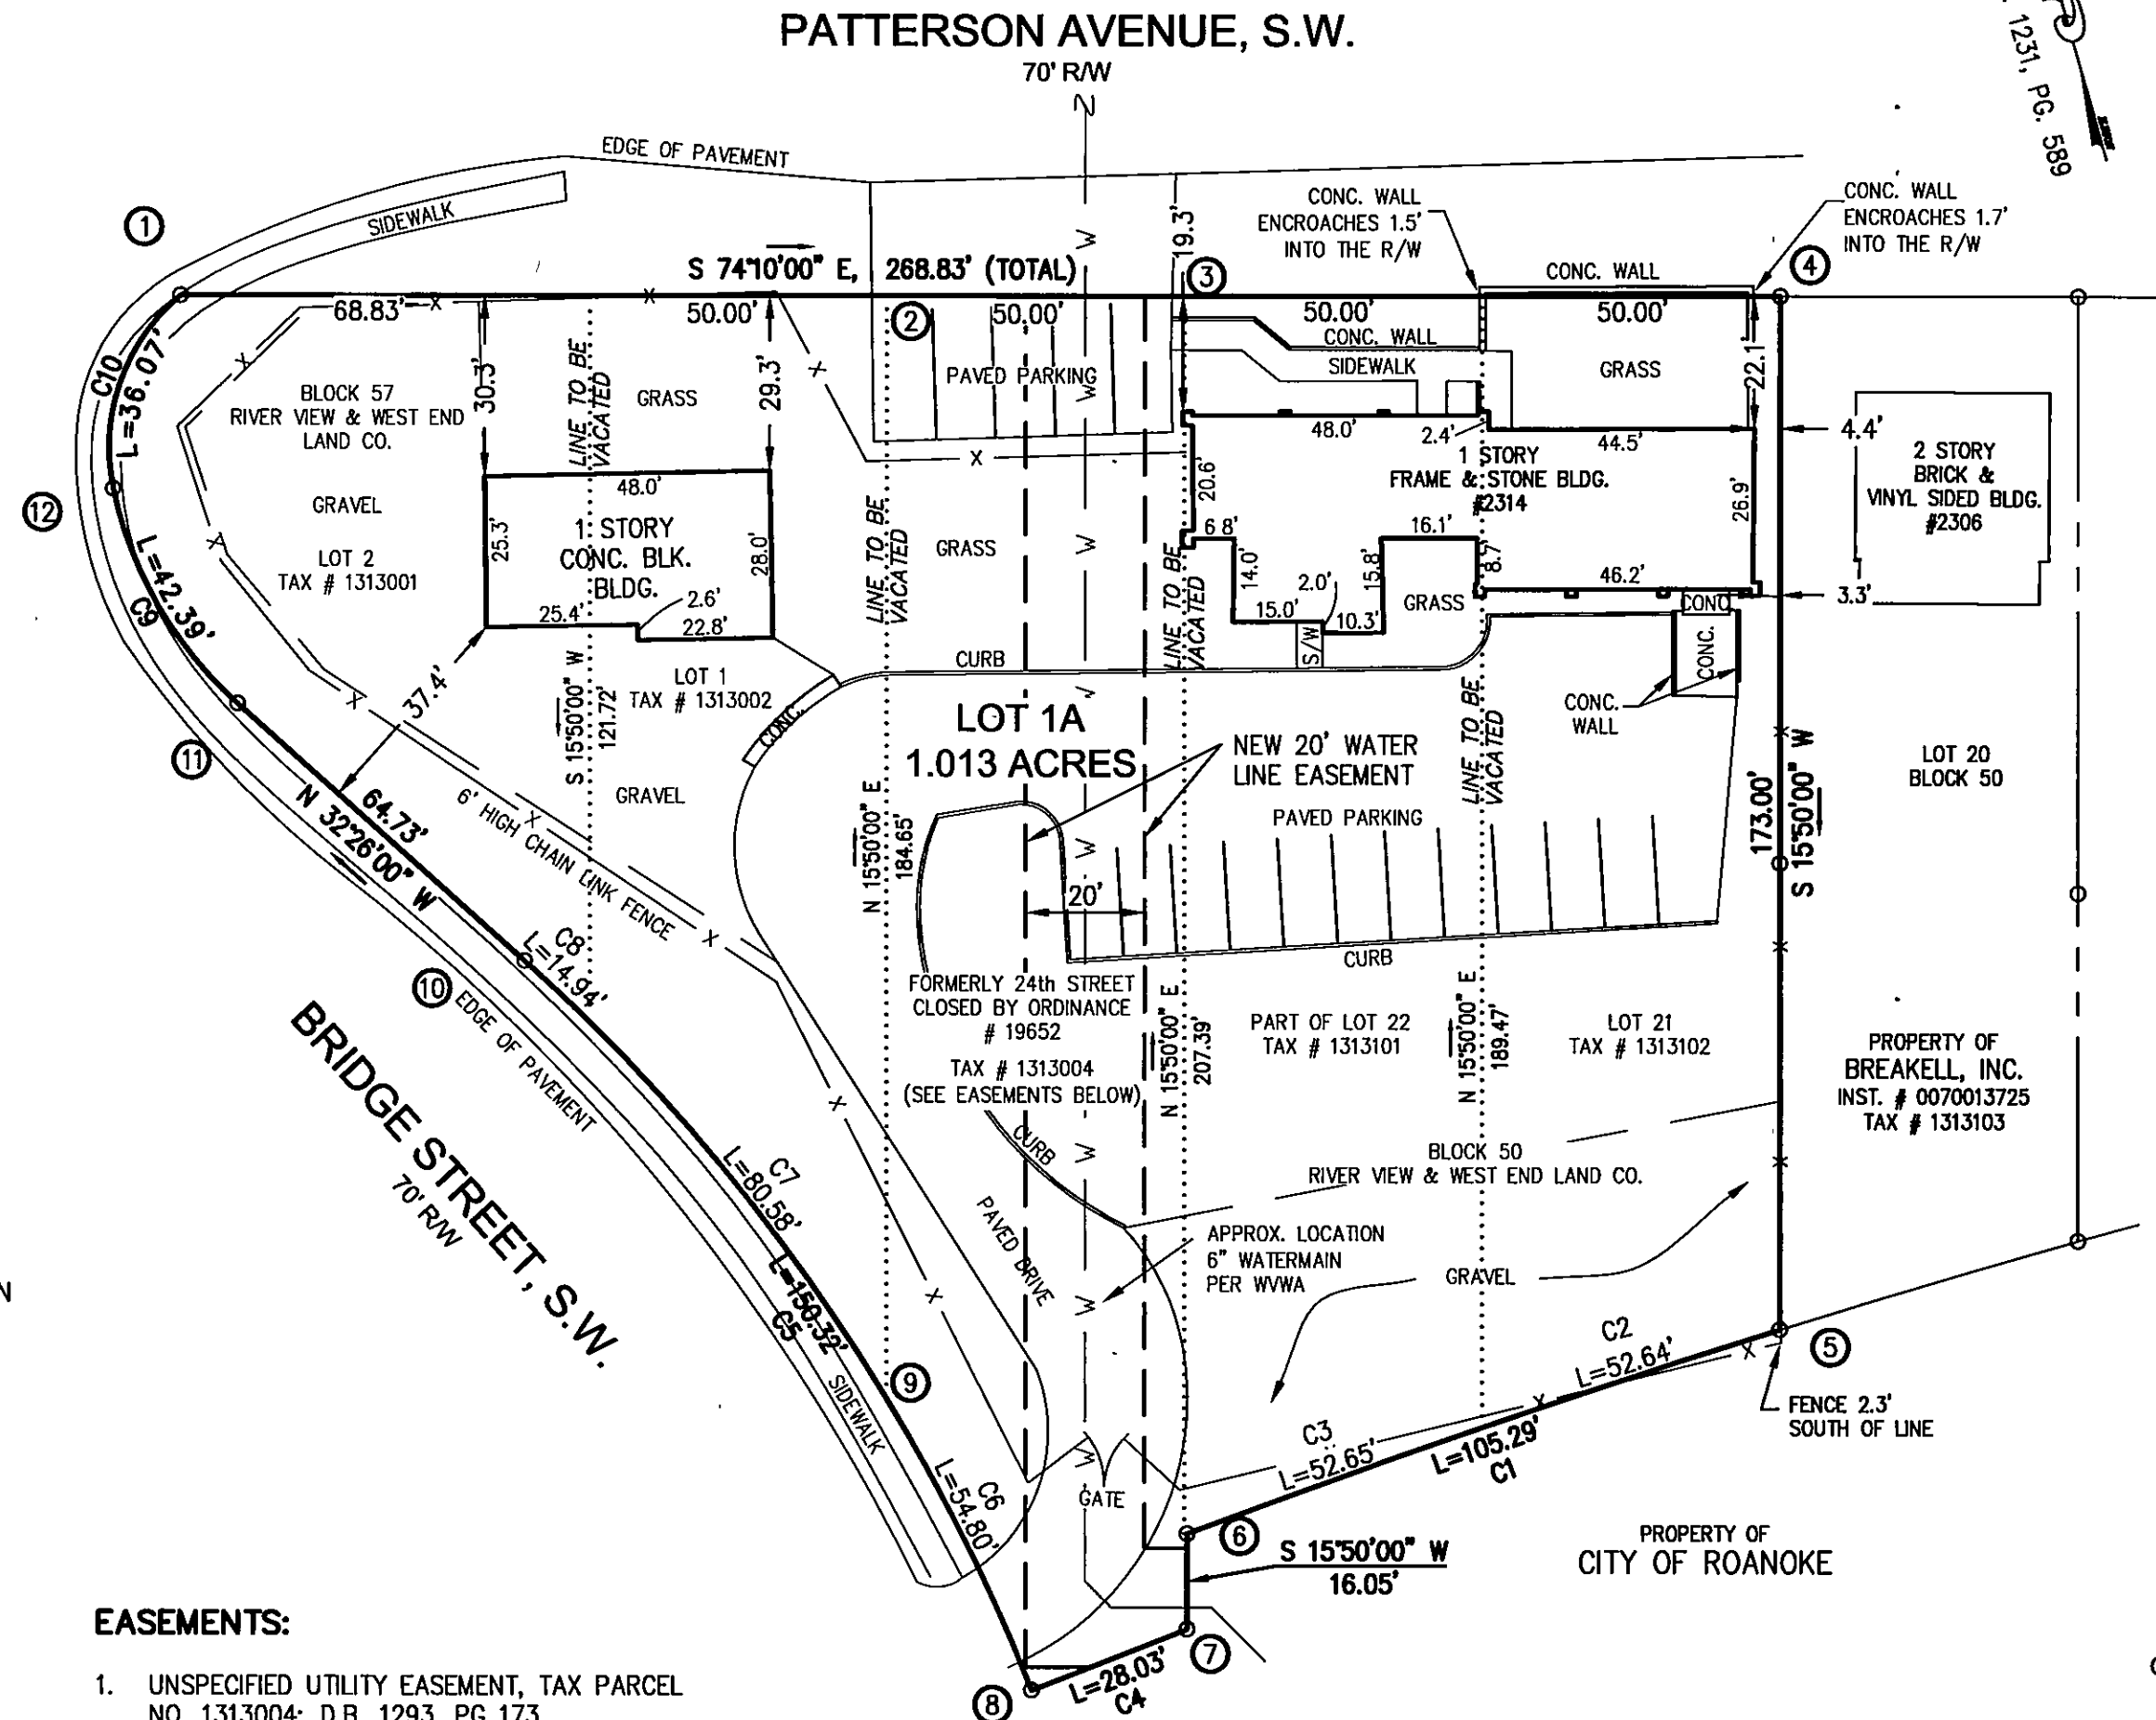 PATTERSON AVENUE, S.W.
70' R/W
1231, PG. 589
EDGE OF PAVEMENT
SIDEWALK
CONC. WALL
ENCROACHES 1.5'
INTO THE R/W
CONC. WALL
ENCROACHES 1.7'
INTO THE R/W
CONC. WALL
19.3'
W
1
2
3
4
S 74°10'00" E, 268.83' (TOTAL)
68.83'
50.00'
50.00'
50.00'
50.00'
C10
L=36.07'
BLOCK 57
RIVER VIEW & WEST END
LAND CO.
30.3'
LINE TO BE
VACATED
GRASS
29.3'
PAVED PARKING
CONC. WALL
SIDEWALK
GRASS
22.1'
4.4'
2 STORY
BRICK &
VINYL SIDED BLDG.
#2306
3.3'
48.0'
2.4'
44.5'
1 STORY
FRAME & STONE BLDG.
#2314
20.6'
26.9'
6 8'
16.1'
14.0'
2.0'
15.8'
8.7'
46.2'
15.0'
10.3'
GRASS
S/W
CONC
CONC.
CONC.
WALL
12
GRAVEL
LOT 2
TAX # 1313001
48.0'
25.3'
1 STORY
CONC. BLK.
BLDG.
28.0'
2.6'
25.4'
22.8'
LINE TO BE
VACATED
GRASS
LINE TO BE
VACATED
LINE TO BE
VACATED
L=42.39'
C9
37.4'
S 15°50'00" W
121.72'
LOT 1
TAX # 1313002
CURB
CONC.
LOT 1A
1.013 ACRES
NEW 20' WATER
LINE EASEMENT
11
64.73'
N 32°26'00" W
6' HIGH CHAIN LINK FENCE
GRAVEL
N 15°50'00" E
184.65'
PAVED PARKING
173.00'
S 15°50'00" W
LOT 20
BLOCK 50
20'
CURB
C8
L=14.94'
10
EDGE OF PAVEMENT
BRIDGE STREET, S.W.
70' R/W
FORMERLY 24th STREET
CLOSED BY ORDINANCE
# 19652
TAX # 1313004
(SEE EASEMENTS BELOW)
N 15°50'00" E
207.39'
PART OF LOT 22
TAX # 1313101
N 15°50'00" E
189.47'
LOT 21
TAX # 1313102
PROPERTY OF
BREAKELL, INC.
INST. # 0070013725
TAX # 1313103
CURB
BLOCK 50
RIVER VIEW & WEST END LAND CO.
C7
L=80.58'
L=150.32'
C5
PAVED DRIVE
APPROX. LOCATION
6" WATERMAIN
PER WVWA
GRAVEL
N
SIDEWALK
9
C2
L=52.64'
5
FENCE 2.3'
SOUTH OF LINE
C3
L=52.65'
L=105.29'
C1
C6
L=54.80'
GATE
6
S 15°50'00" W
16.05'
PROPERTY OF
CITY OF ROANOKE
7
8
L=28.03'
C4
EASEMENTS:
1. UNSPECIFIED UTILITY EASEMENT, TAX PARCEL
NO. 1313004; D.B. 1293, PG 173